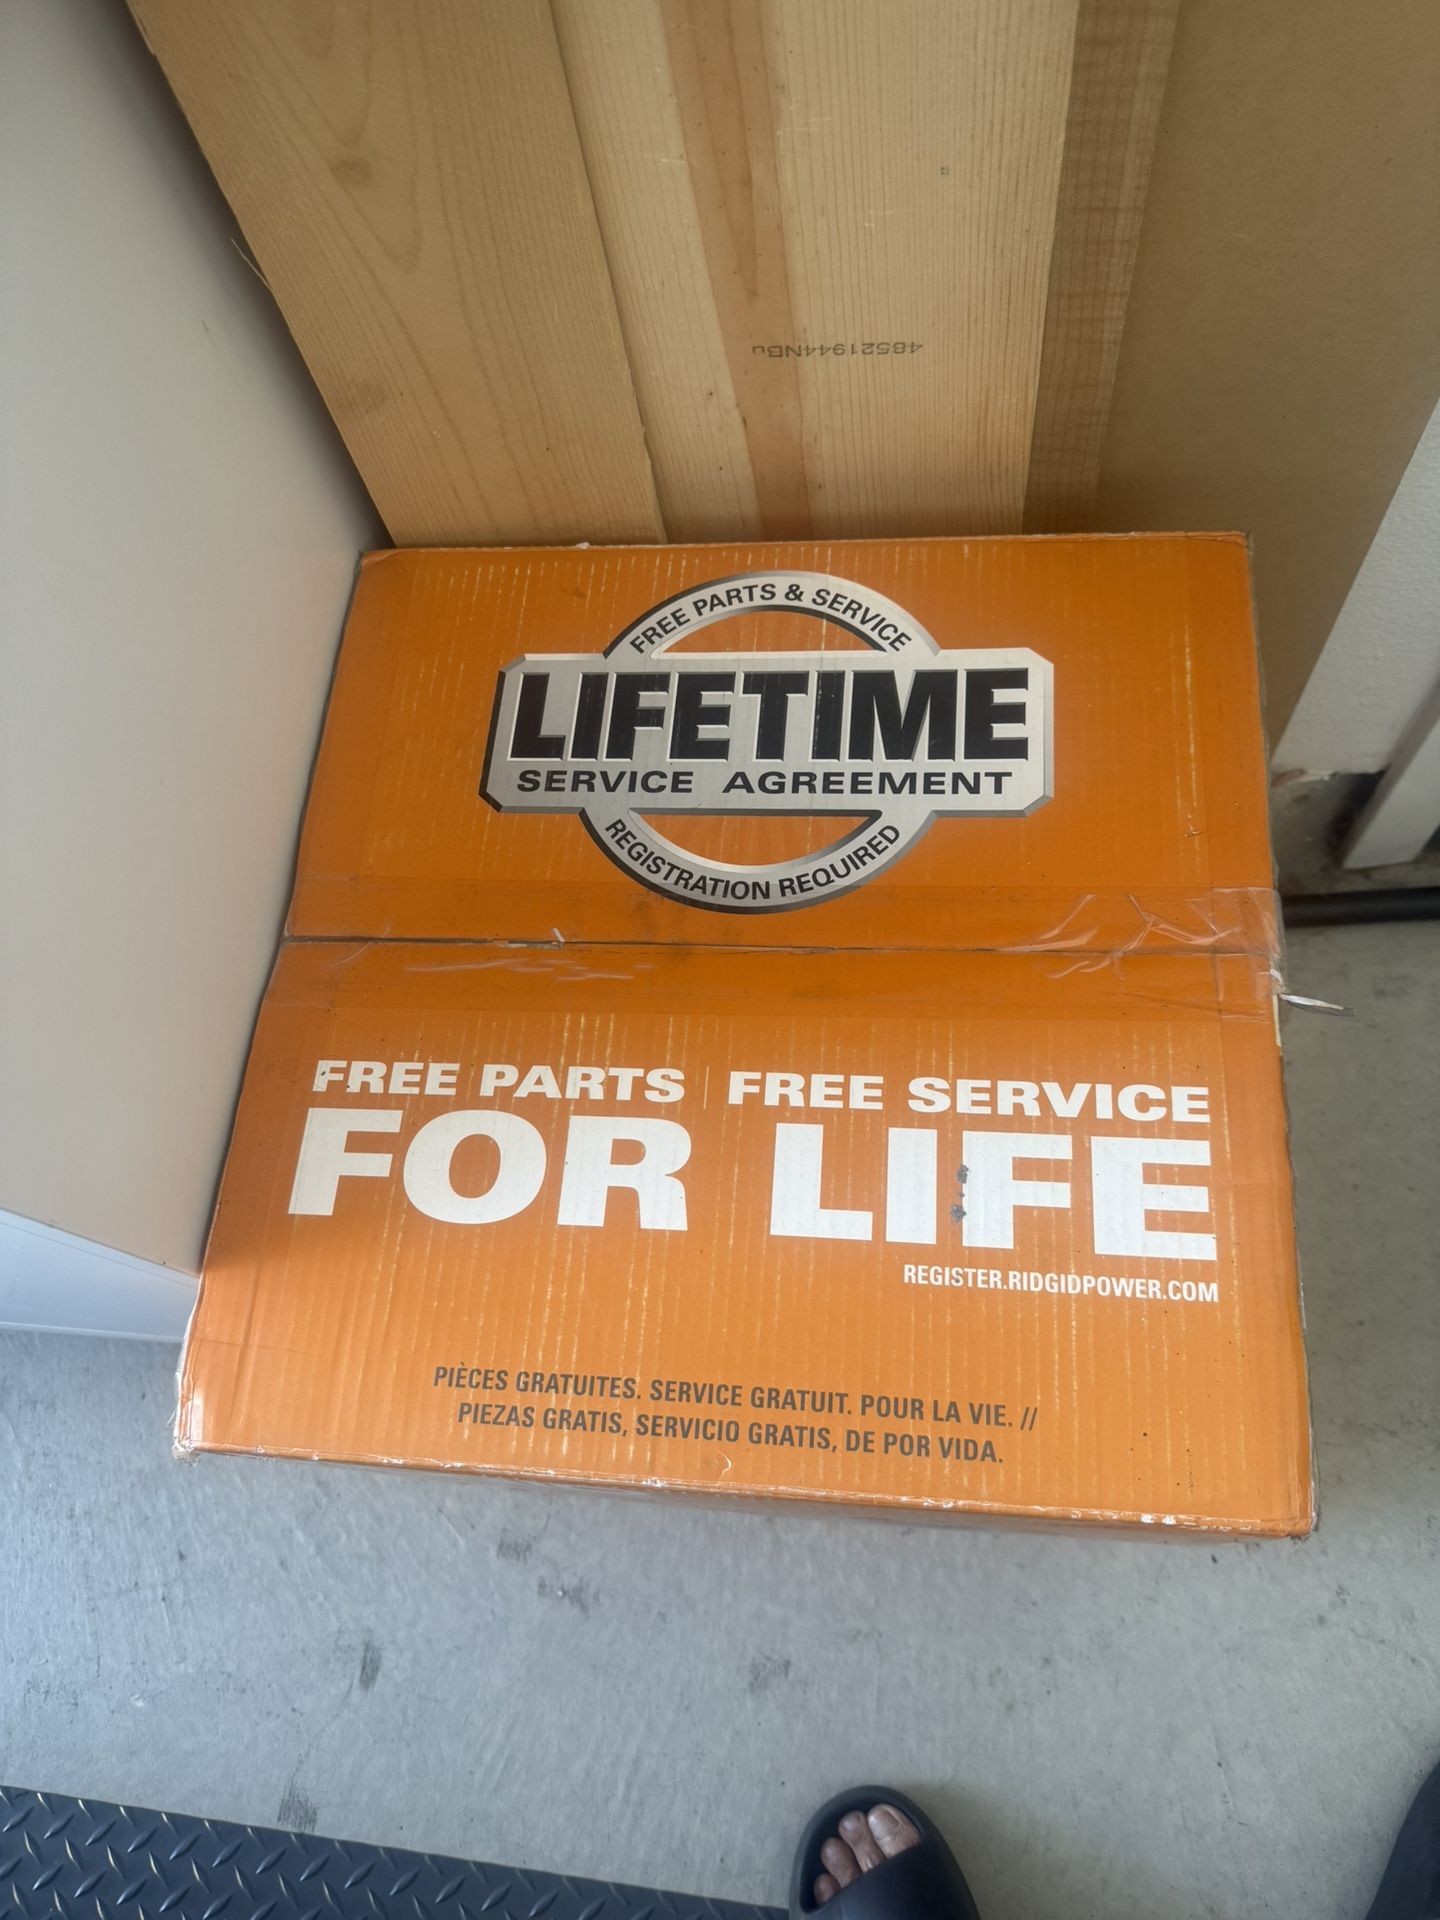 48521944NBu
FREE PARTS & SERVICE
LIFETIME
SERVICE AGREEMENT
REGISTRATION REQUIRED
FREE PARTS | FREE SERVICE
FOR LIFE
REGISTER.RIDGIDPOWER.COM
PIÈCES GRATUITES. SERVICE GRATUIT. POUR LA VIE. //
PIEZAS GRATIS, SERVICIO GRATIS, DE POR VIDA.